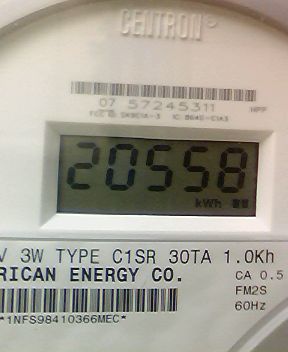 CENTRON®
07 57245311
20558
kWh
V 3W TYPE C1SR 30TA 1.0Kh
RICAN ENERGY CO.
CA 0.5
FM2S
60Hz
*1NFS98410366MEC*